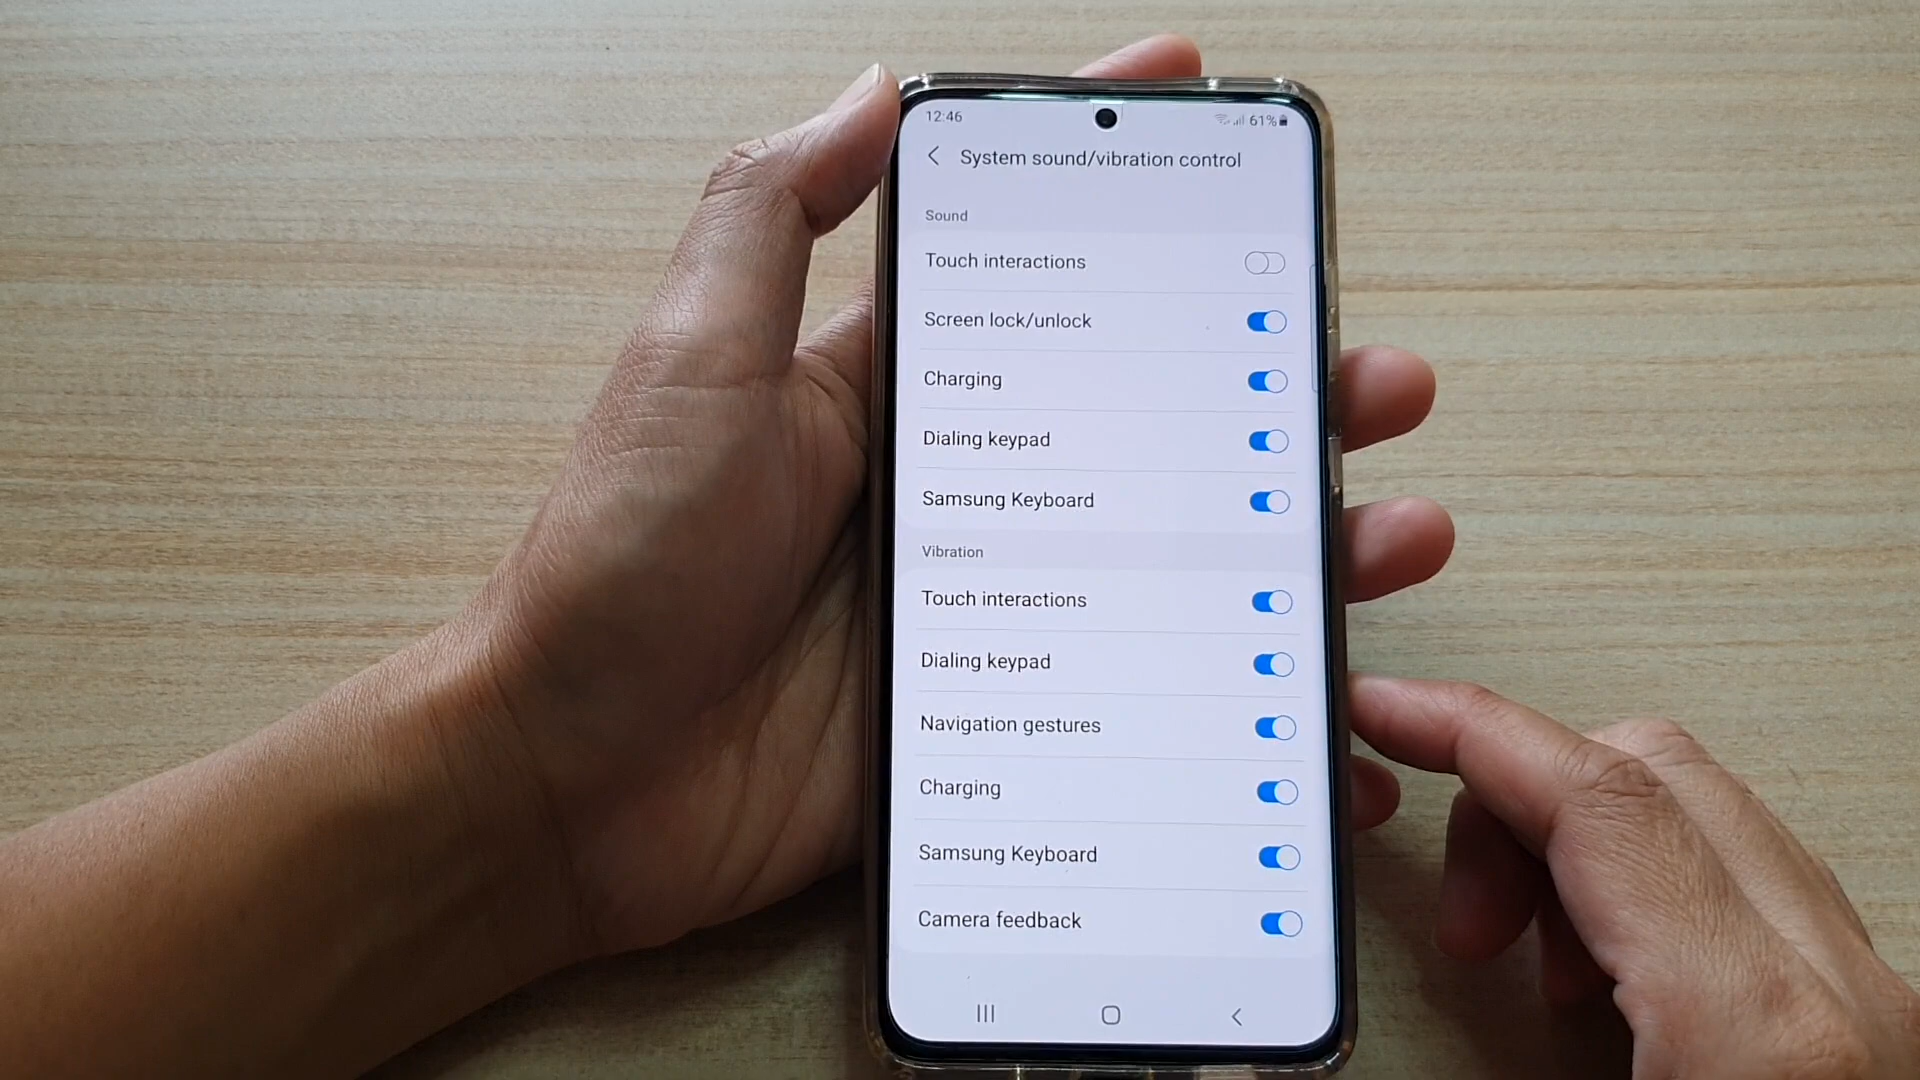 12:46 61%
System sound/vibration control
Sound
Touch interactions
Screen lock/unlock
Charging
Dialing keypad
Samsung Keyboard
Vibration
Touch interactions
Dialing keypad
Navigation gestures
Charging
Samsung Keyboard
Camera feedback